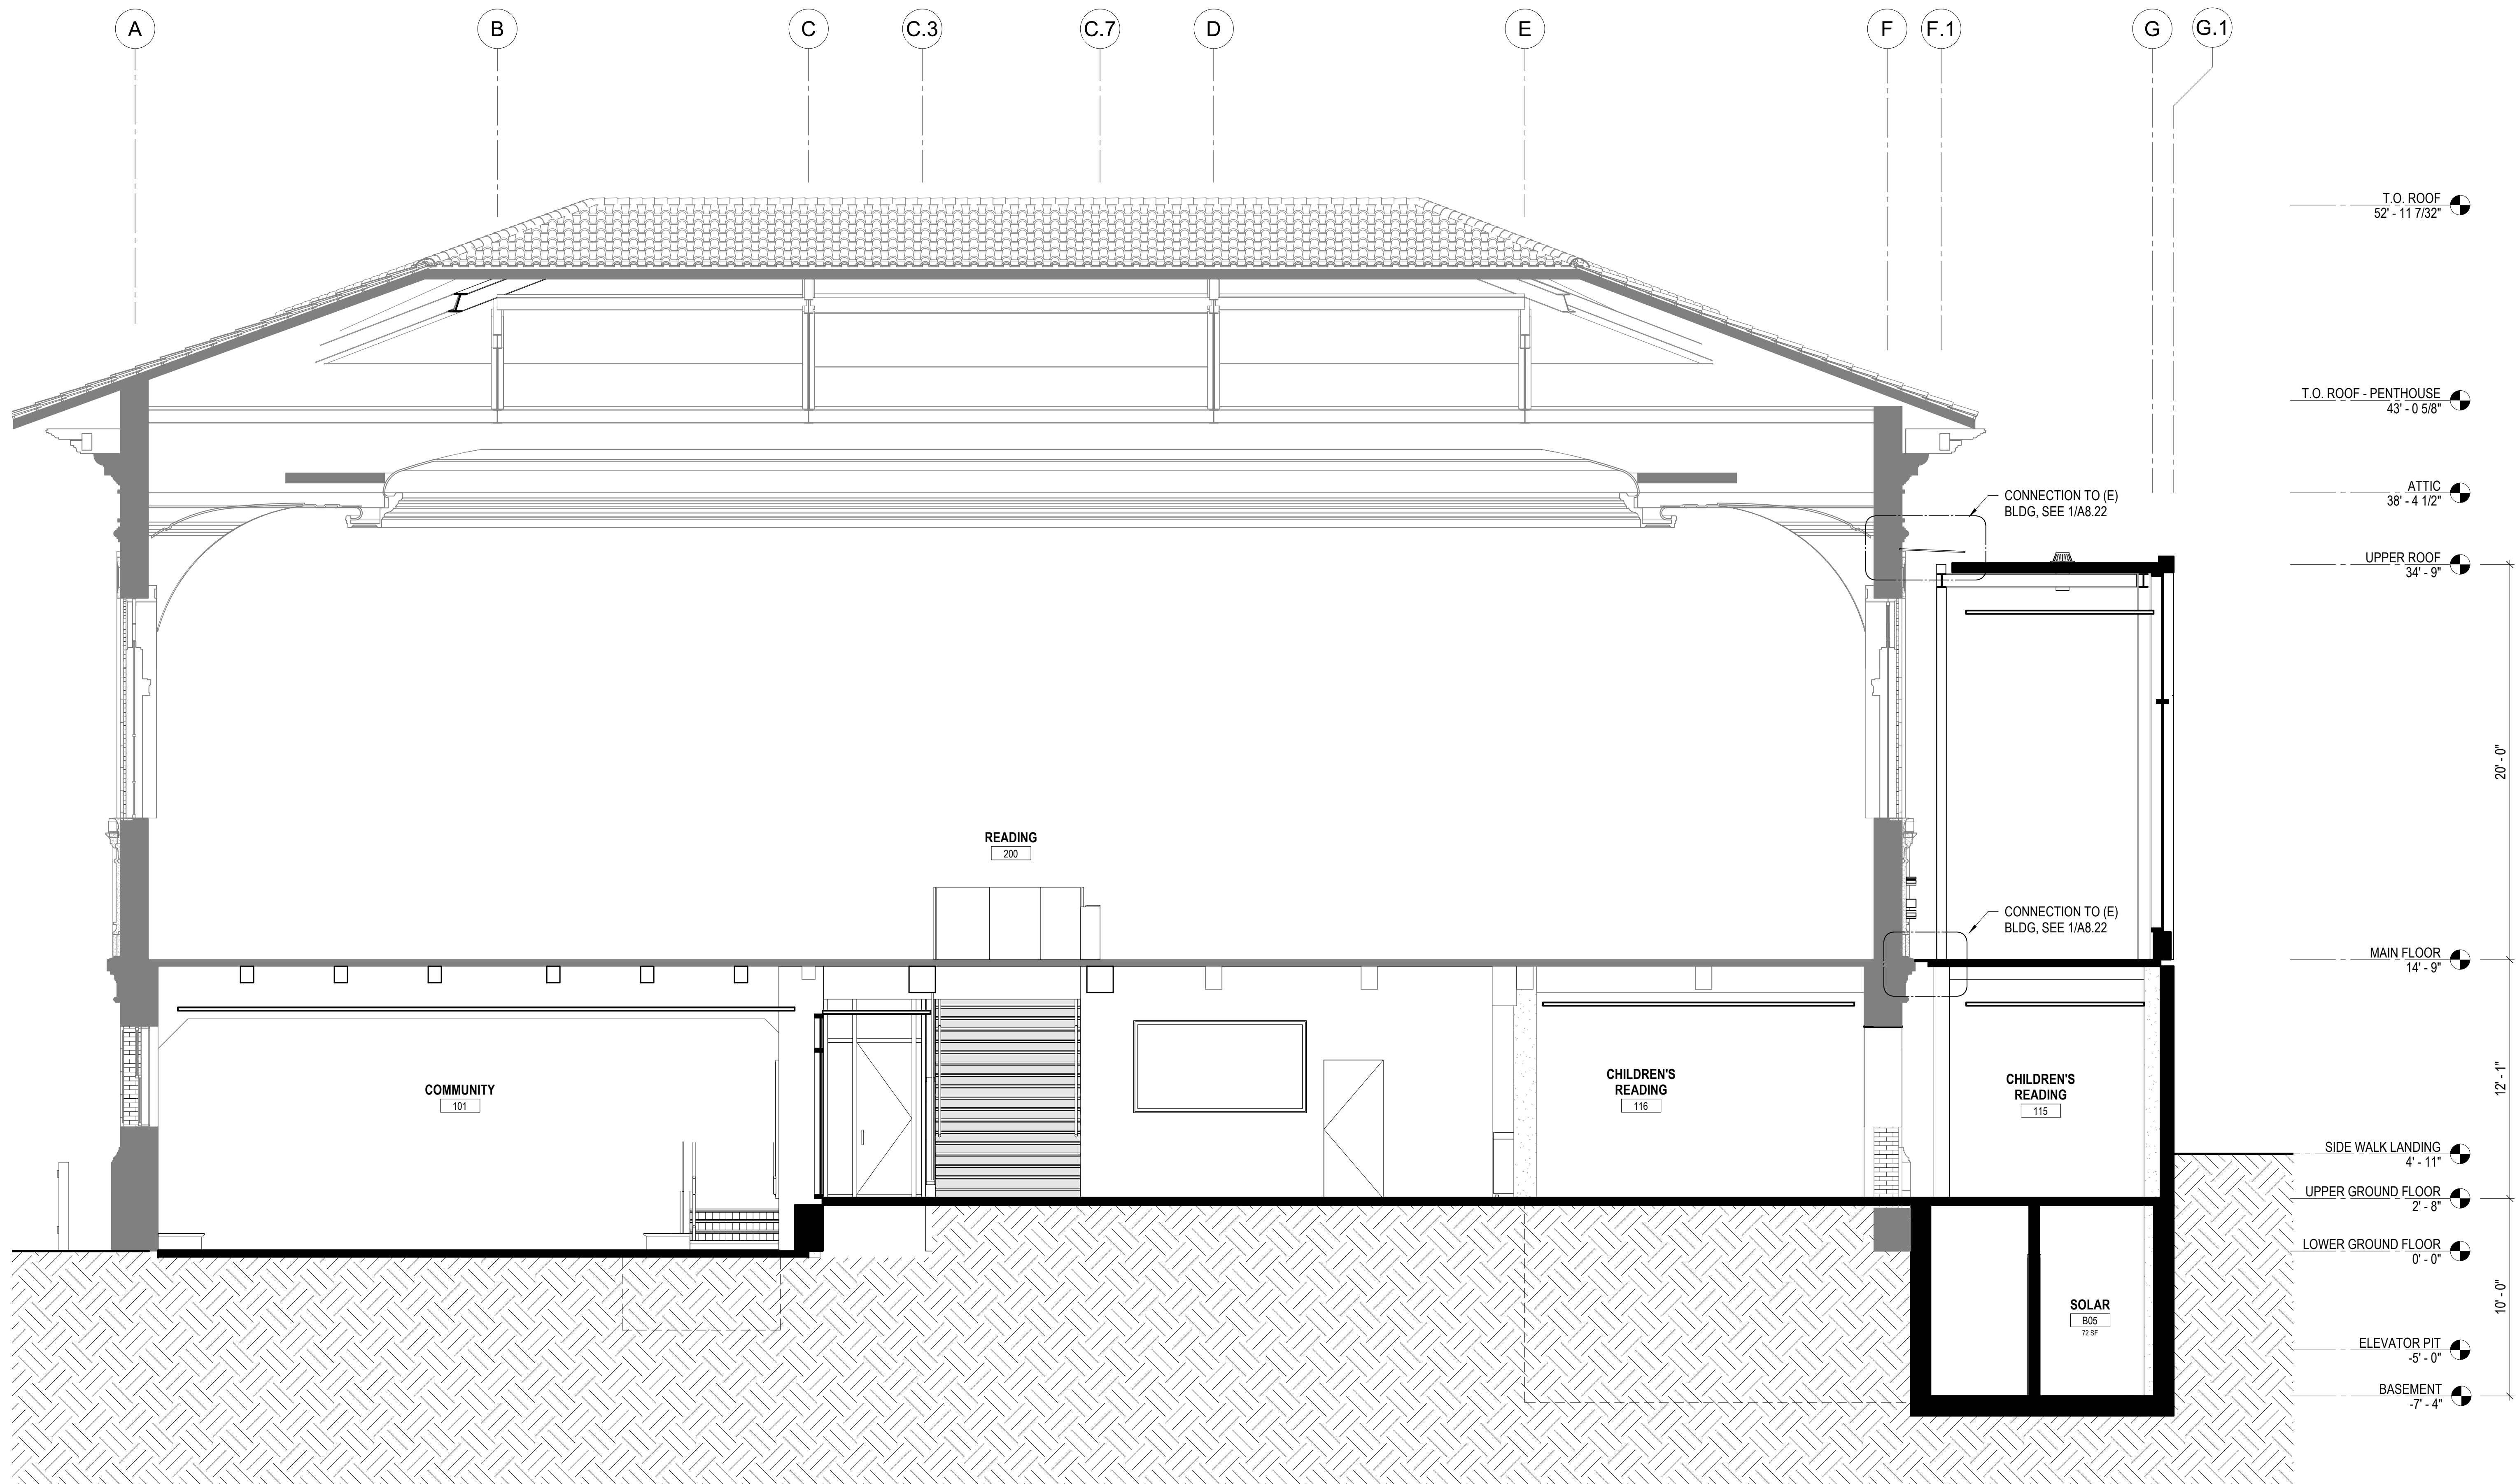 A
B
C
C.3
C.7
D
E
F
F.1
G
G.1
T.O. ROOF
52' - 11 7/32"
T.O. ROOF - PENTHOUSE
43' - 0 5/8"
ATTIC
38' - 4 1/2"
CONNECTION TO (E)
BLDG, SEE 1/A8.22
UPPER ROOF
34' - 9"
20' - 0"
READING
200
CONNECTION TO (E)
BLDG, SEE 1/A8.22
MAIN FLOOR
14' - 9"
COMMUNITY
101
CHILDREN'S
READING
116
CHILDREN'S
READING
115
12' - 1"
SIDE WALK LANDING
4' - 11"
UPPER GROUND FLOOR
2' - 8"
LOWER GROUND FLOOR
0' - 0"
SOLAR
B05
72 SF
10' - 0"
ELEVATOR PIT
-5' - 0"
BASEMENT
-7' - 4"